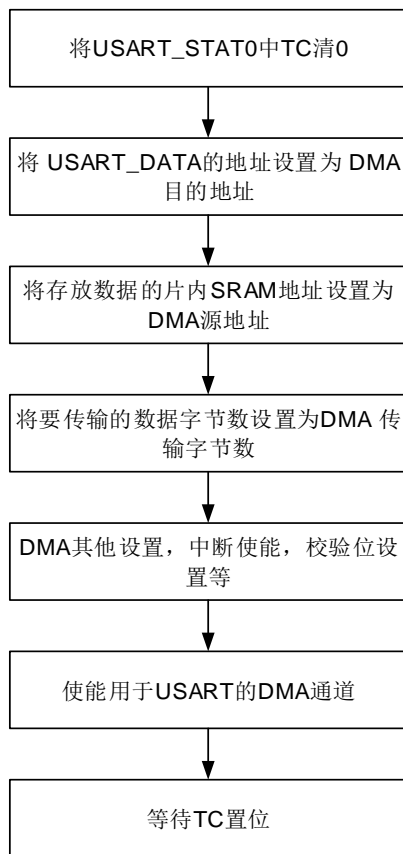 将USART_STAT0中TC清0
将 USART_DATA的地址设置为 DMA
目的地址
将存放数据的片内SRAM地址设置为
DMA源地址
将要传输的数据字节数设置为DMA 传
输字节数
DMA其他设置，中断使能，校验位设
置等
使能用于USART的DMA通道
等待TC置位